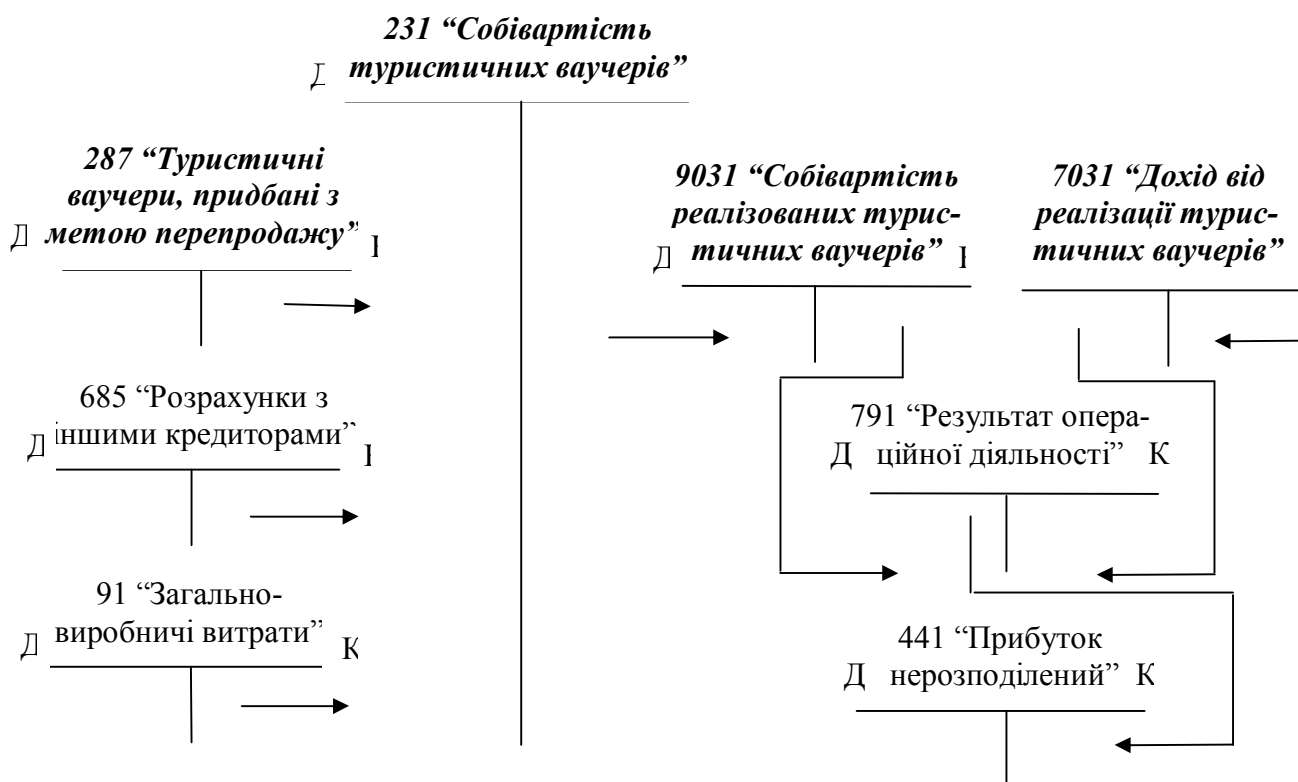 231 “Собівартість
туристичних ваучерів”
287 “Туристичні
ваучери, придбані з
метою перепродажу”
9031 “Собівартість
реалізованих турис-
тичних ваучерів”
7031 “Дохід від
реалізації турис-
тичних ваучерів”
685 “Розрахунки з
іншими кредиторами”
791 “Результат опера-
Д ційної діяльності” К
91 “Загально-
виробничі витрати” К
441 “Прибуток
Д нерозподілений” К